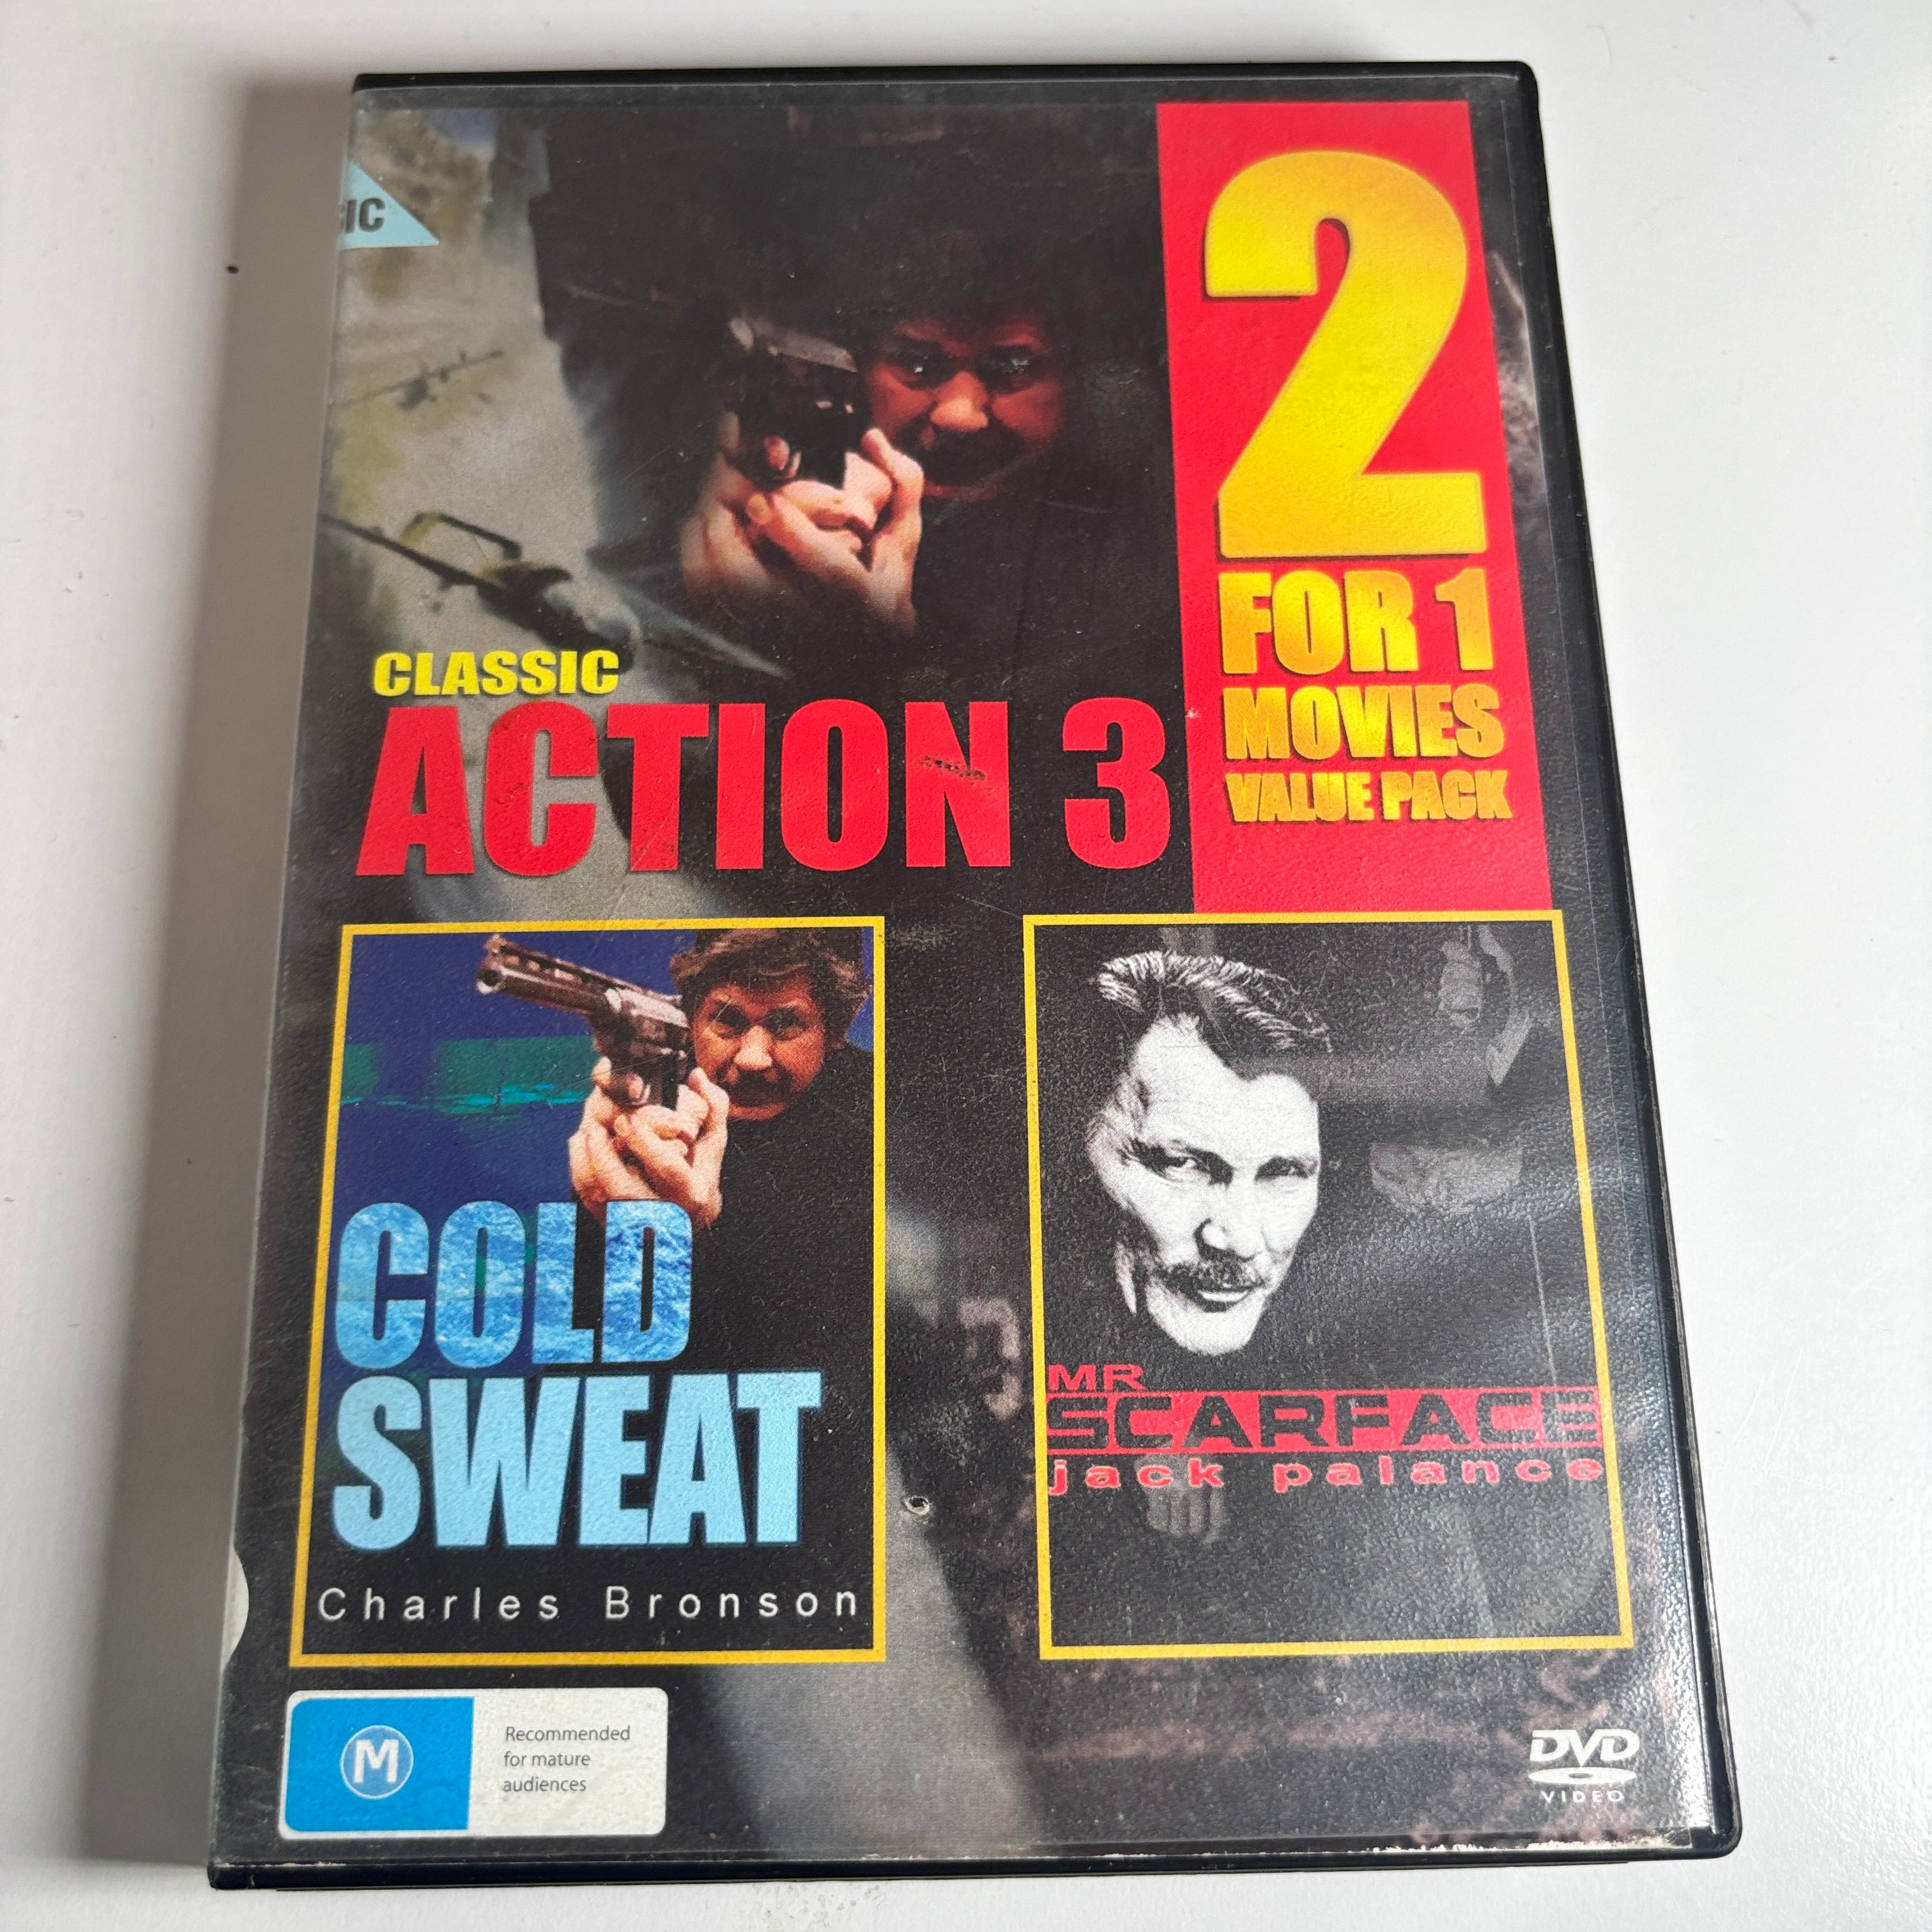 2
FOR 1
MOVIES
VALUE PACK
CLASSIC
ACTION 3
COLD
SWEAT
Charles Bronson
MR
SCARFACE
jack palance
M
Recommended
for mature
audiences
DVD
VIDEO